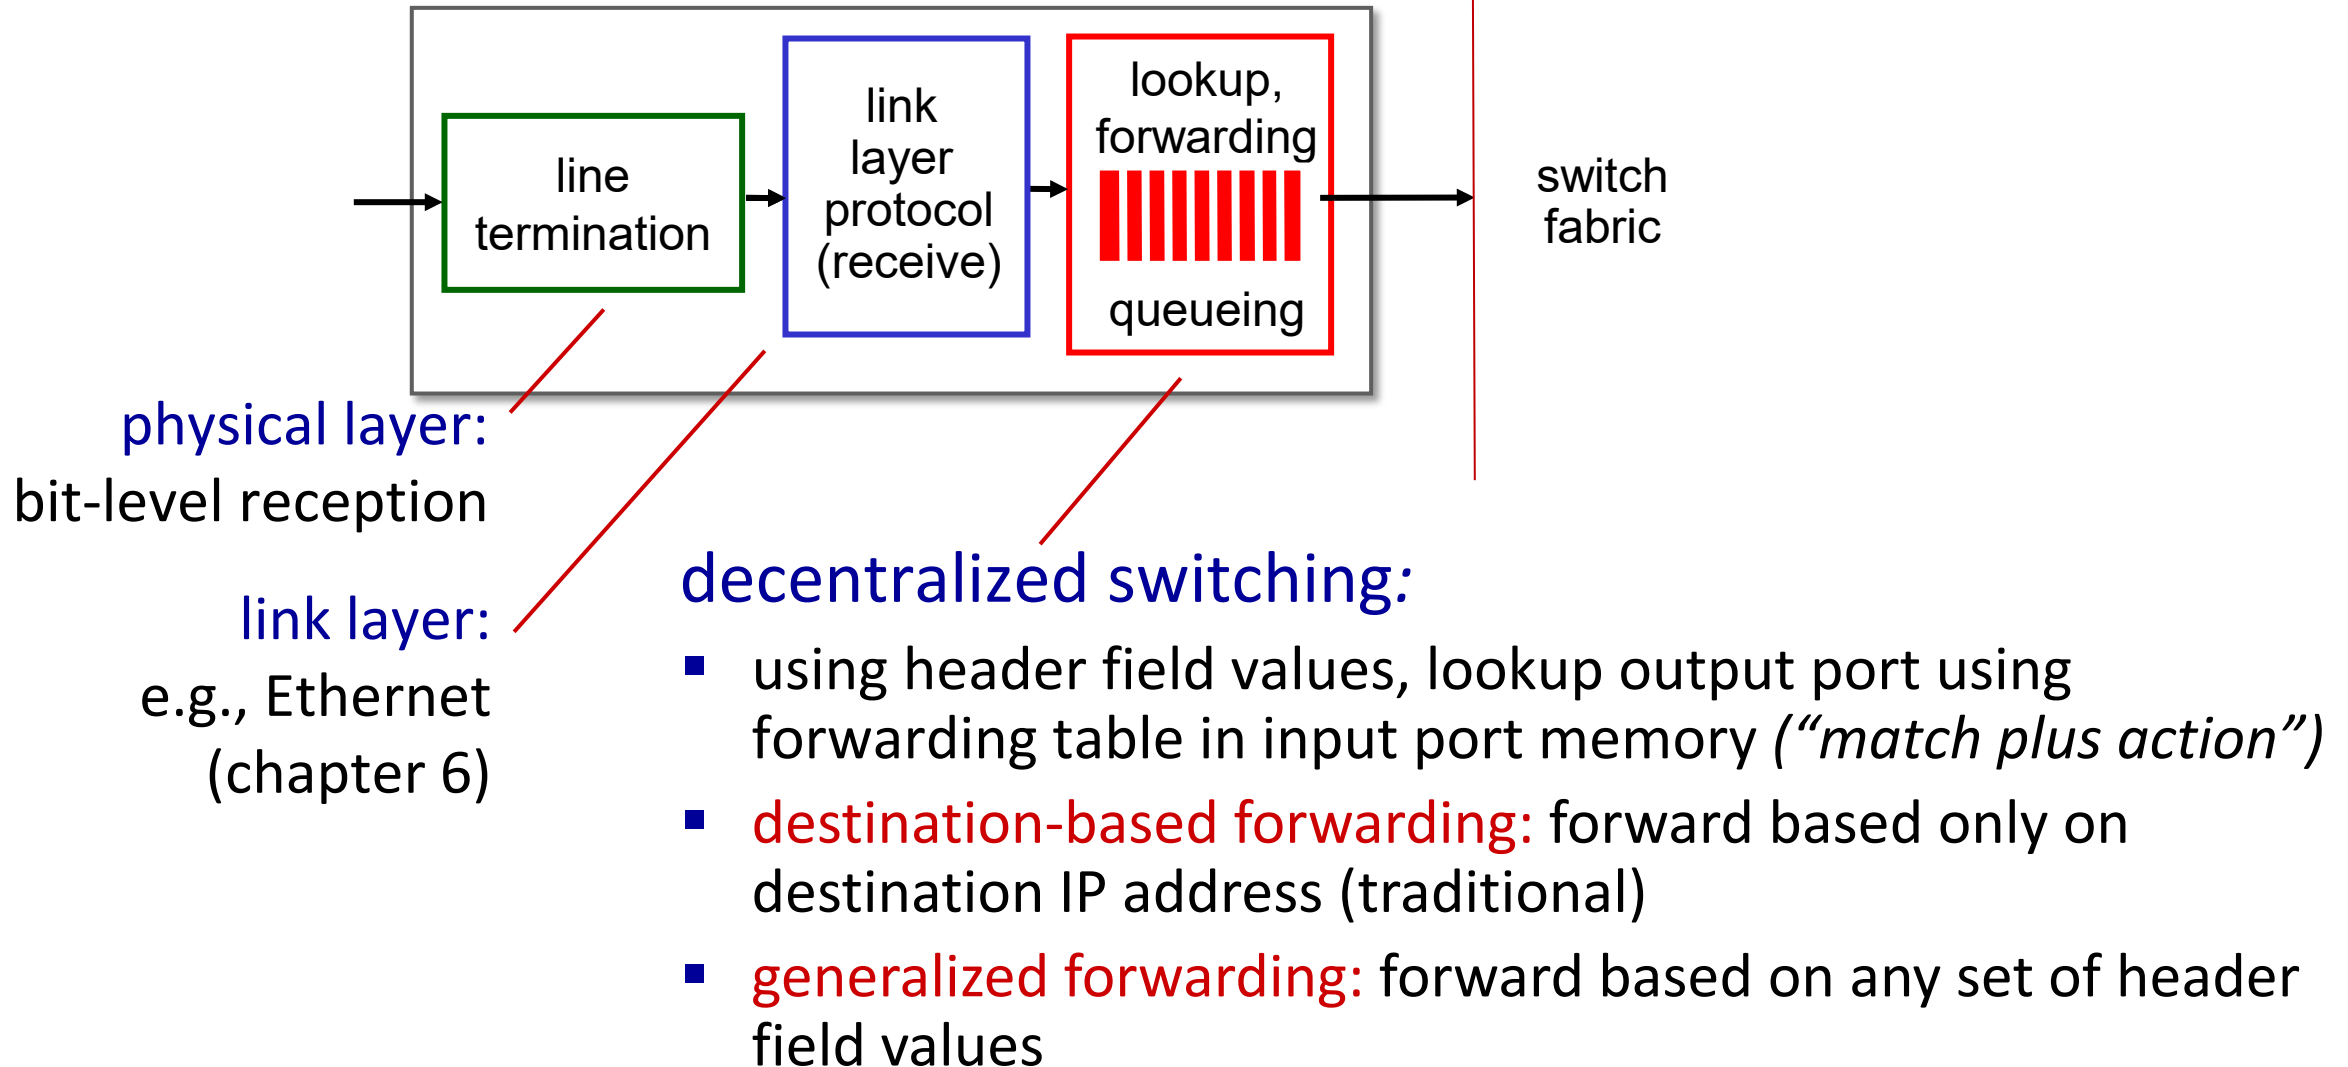 line
termination
link
layer
protocol
(receive)
lookup,
forwarding
queueing
switch
fabric
physical layer:
bit-level reception
link layer:
e.g., Ethernet
(chapter 6)
decentralized switching:
▪ using header field values, lookup output port using
forwarding table in input port memory (“match plus action”)
▪ destination-based forwarding: forward based only on
destination IP address (traditional)
▪ generalized forwarding: forward based on any set of header
field values